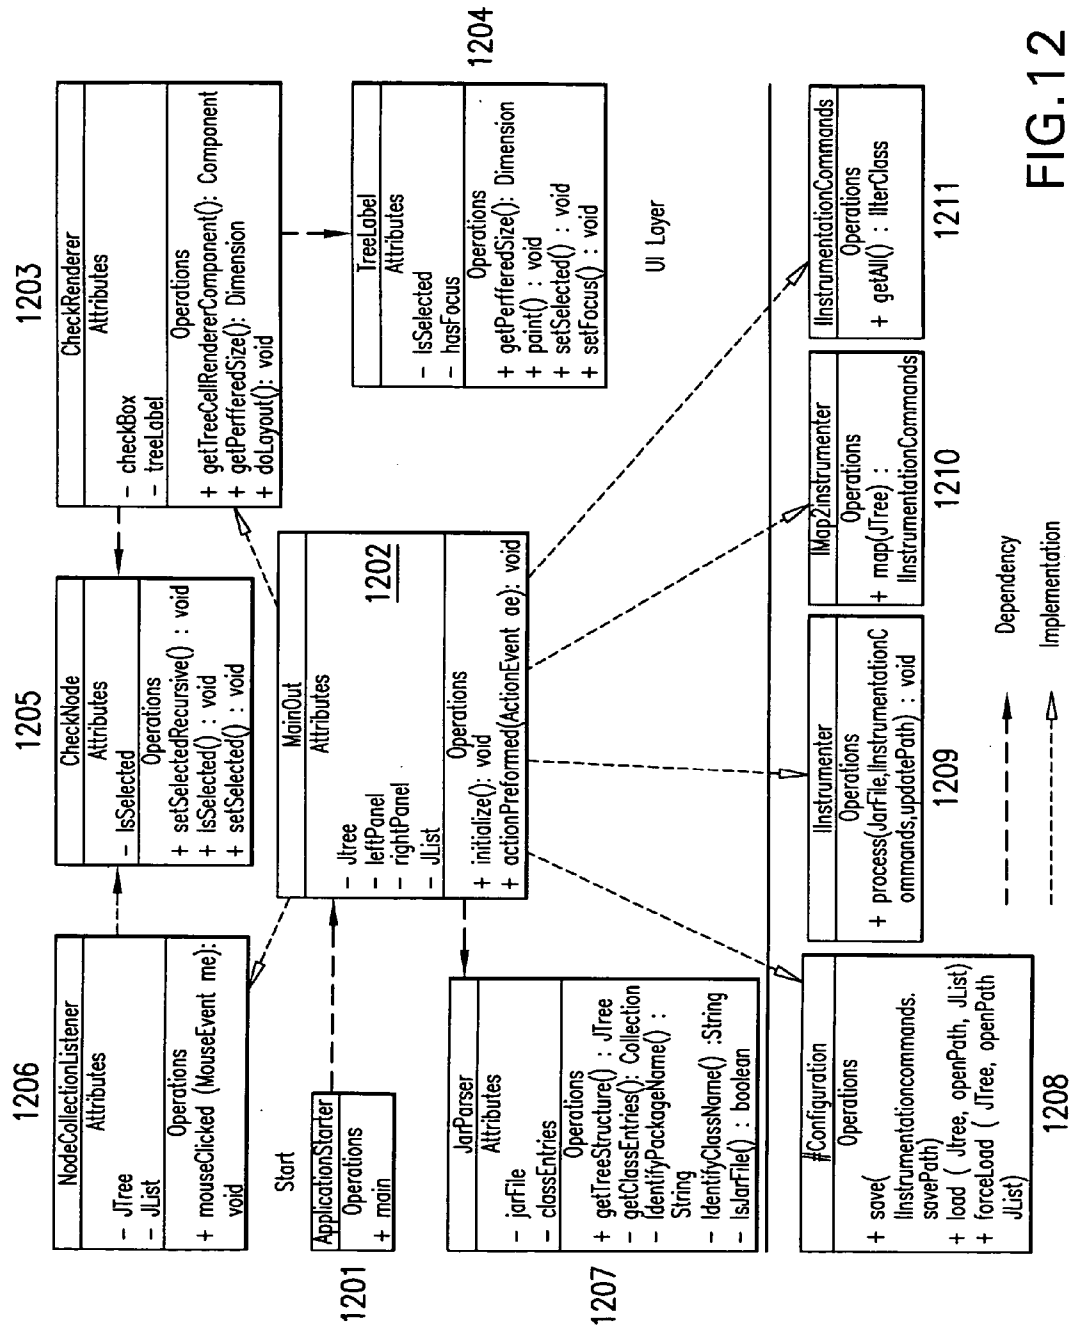 1206
NodeCollectionListener
Attributes
- JTree
- JList
Operations
+ mouseClicked (MouseEvent me):
void
1205
CheckNode
Attributes
- IsSelected
Operations
+ setSelectedRecursive() : void
+ IsSelected() : void
+ setSelected() : void
1203
CheckRenderer
Attributes
- checkBox
- treeLabel
Operations
+ getTreeCellRendererComponent(): Component
+ getPerfferedSize(): Dimension
+ doLayout(): void
Start
ApplicationStarter
Operations
+ main
1201
MainOut
Attributes
1202
- Jtree
- leftPanel
- rightPanel
- JList
Operations
+ initialize(): void
+ actionPreformed(ActionEvent ae): void
TreeLabel
Attributes
- IsSelected
- hasFocus
Operations
+ getPerfferedSize(): Dimension
+ paint() : void
+ setSelected() : void
+ setFocus() : void
1204
JarParser
Attributes
- jarFile
- classEntries
Operations
+ getTreeStructure() : JTree
- getClassEntries(): Collection
- IdentifyPackageName() :
String
- IdentifyClassName() :String
- IsJarFile() : boolean
1207
UI Layer
#Configuration
Operations
+ save(
IInstrumentationcommands.
savePath)
+ load ( Jtree, openPath, JList)
+ forceLoad ( JTree, openPath
JList)
1208
IInstrumenter
Operations
+ process(JarFile,IInstrumentationC
ommands,updatePath) : void
1209
IMap2instrumenter
Operations
+ map(JTree) :
IInstrumentationCommands
1210
IInstrumentationCommands
Operations
+ getAll() : IIterClass
1211
Dependency
Implementation
FIG.12